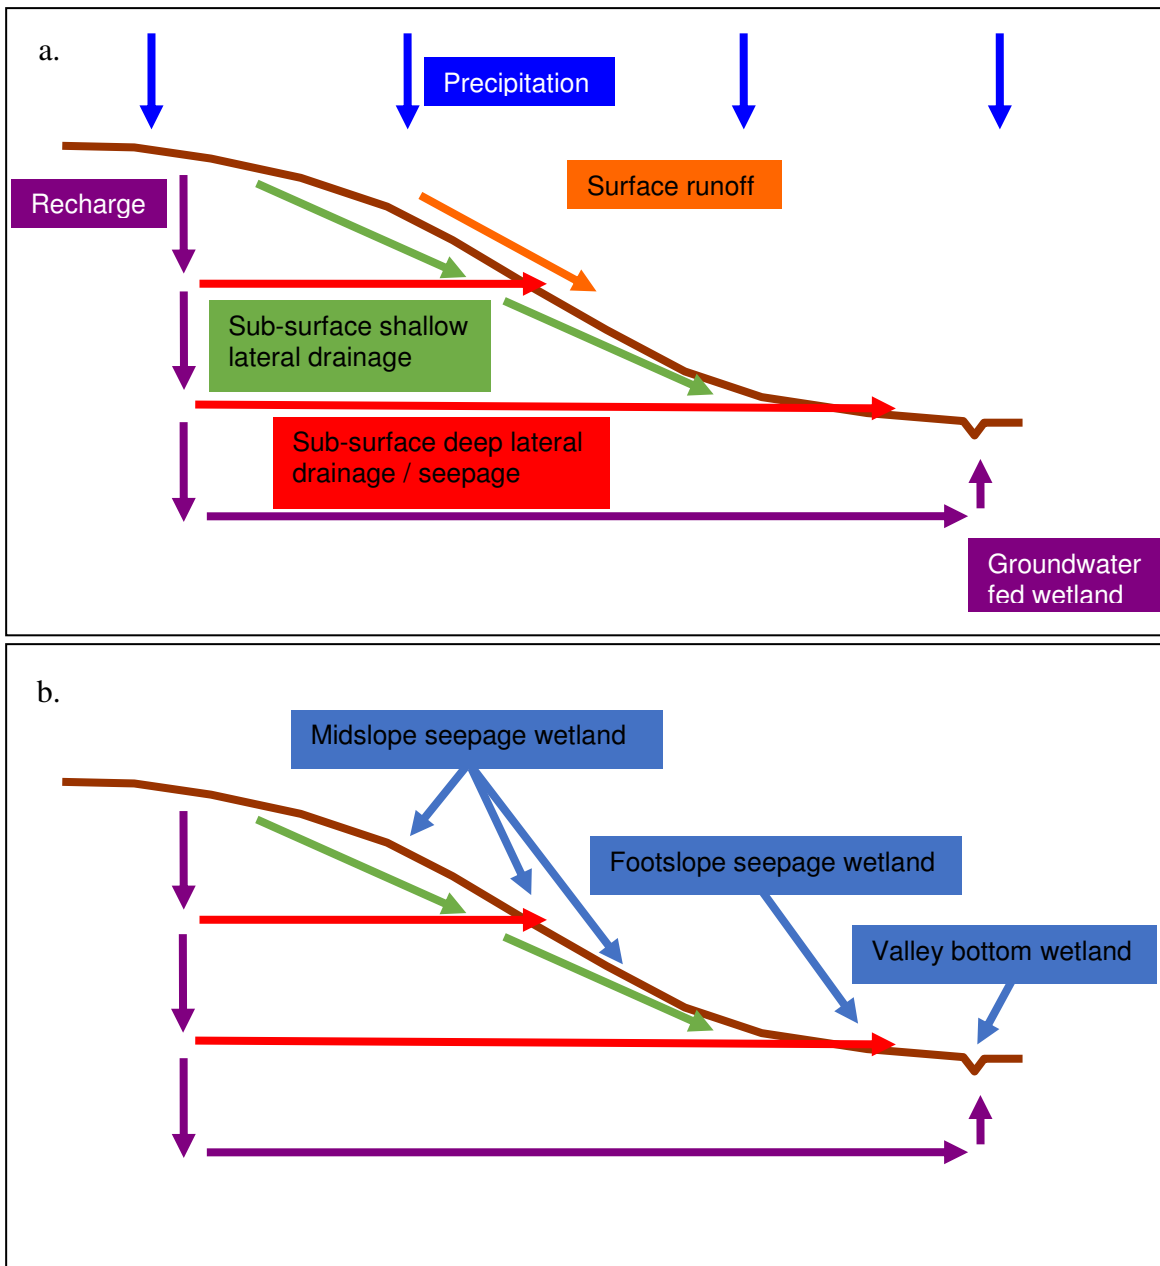 a.
Precipitation
Surface runoff
Recharge
Sub-surface shallow
lateral drainage
Sub-surface deep lateral
drainage / seepage
Groundwater
fed wetland
b.
Midslope seepage wetland
Footslope seepage wetland
Valley bottom wetland